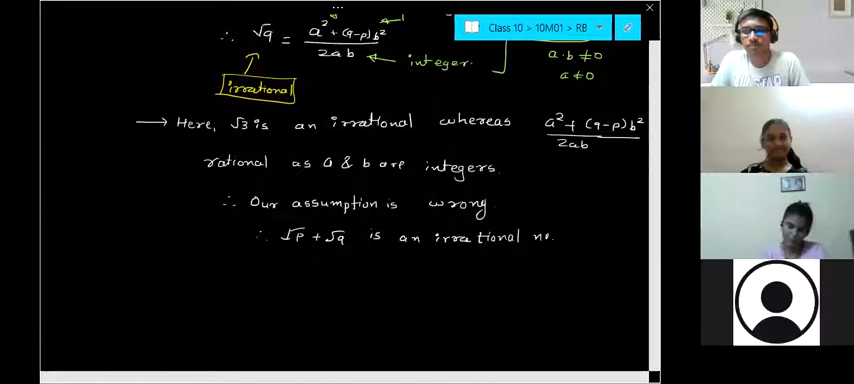 Class 10 > 10M01 > RB
∴ √q = a² + (q-p)b² / 2ab
integer.
a·b ≠0
a≠0
irrational
→ Here, √3 is an irrational whereas a² + (q-p)b² / 2ab
rational as a & b are integers.
∴ Our assumption is wrong
∴ √p + √q is an irrational no.